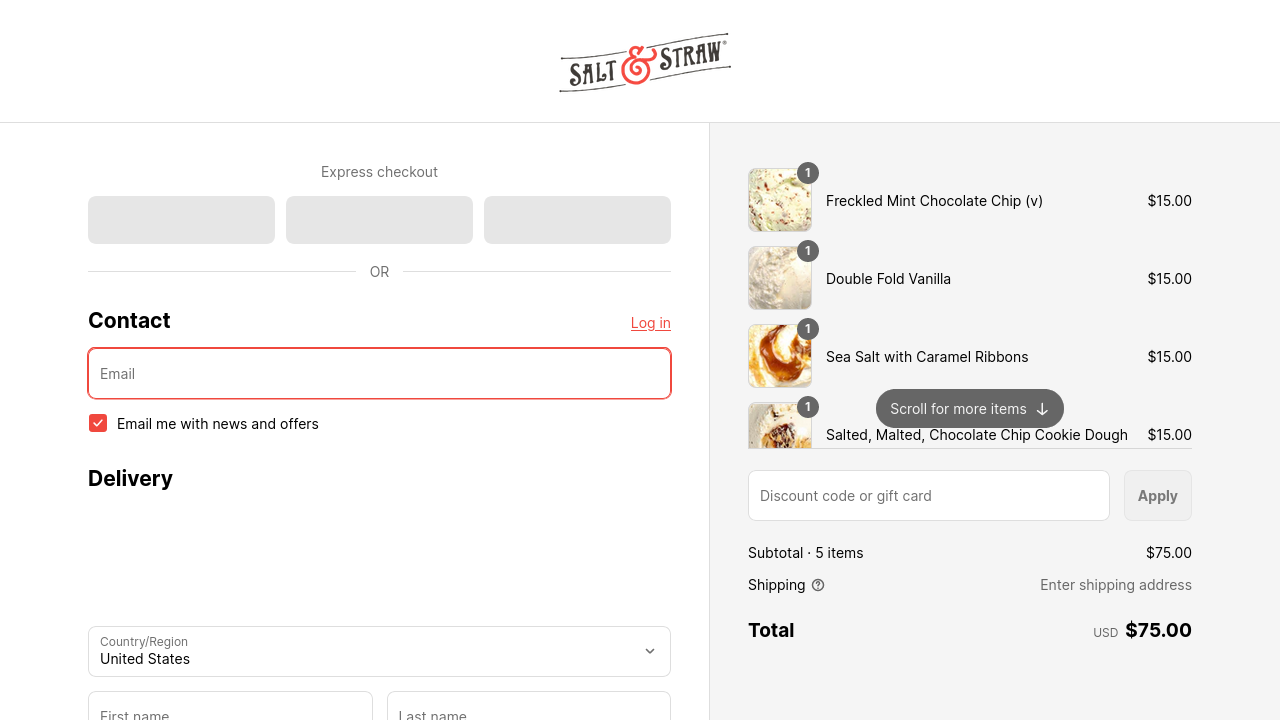 SALT & STRAW®
Express checkout
OR
Contact
Log in
Email
Email me with news and offers
Delivery
Country/Region
United States
First name
Last name
1
Freckled Mint Chocolate Chip (v)
$15.00
1
Double Fold Vanilla
$15.00
1
Sea Salt with Caramel Ribbons
$15.00
1
Scroll for more items
Salted, Malted, Chocolate Chip Cookie Dough
$15.00
Discount code or gift card
Apply
Subtotal · 5 items
$75.00
Shipping
Enter shipping address
Total
USD $75.00